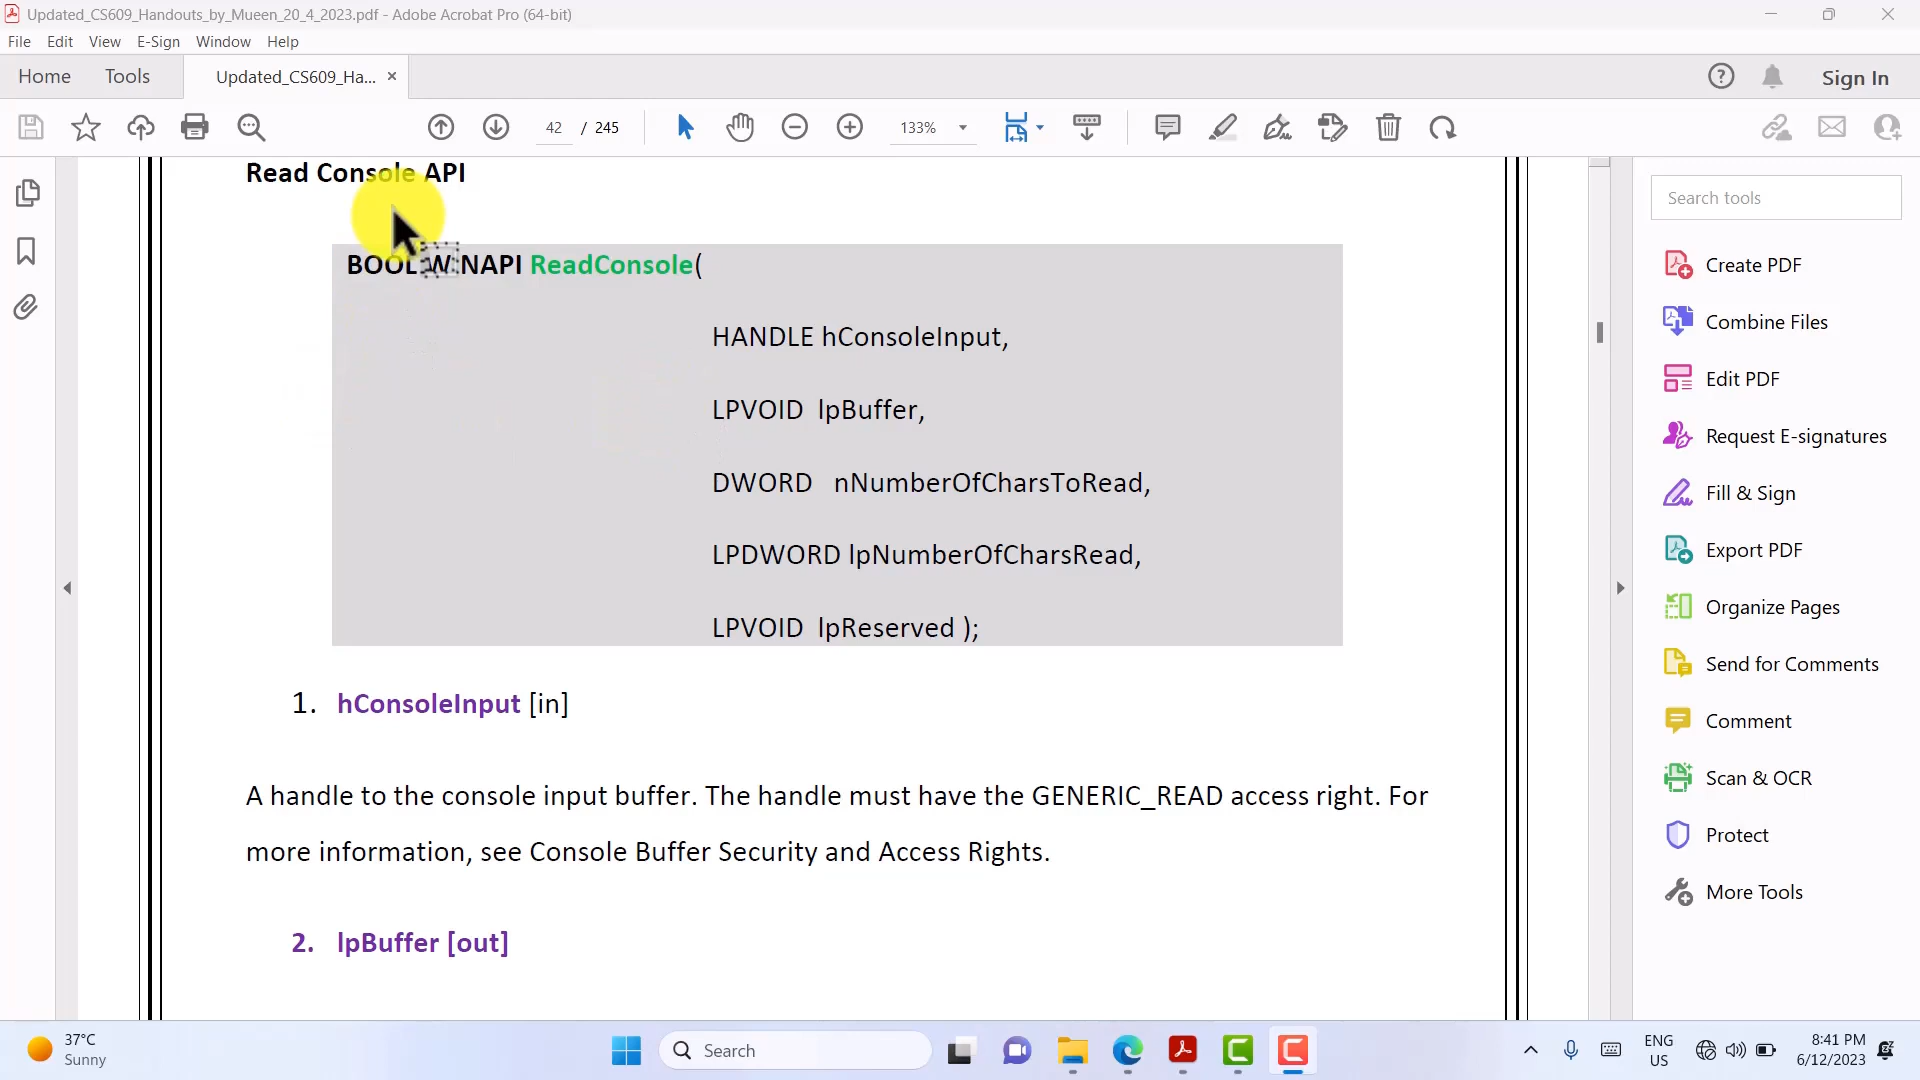 Updated_CS609_Handouts_by_Mueen_20_4_2023.pdf - Adobe Acrobat Pro (64-bit)
File Edit View E-Sign Window Help
Home Tools Updated_CS609_Ha... × Sign In
42 / 245 133%
Read Console API
BOOL WINAPI ReadConsole(
HANDLE hConsoleInput,
LPVOID lpBuffer,
DWORD nNumberOfCharsToRead,
LPDWORD lpNumberOfCharsRead,
LPVOID lpReserved );
1. hConsoleInput [in]
A handle to the console input buffer. The handle must have the GENERIC_READ access right. For
more information, see Console Buffer Security and Access Rights.
2. lpBuffer [out]
Search tools
Create PDF
Combine Files
Edit PDF
Request E-signatures
Fill & Sign
Export PDF
Organize Pages
Send for Comments
Comment
Scan & OCR
Protect
More Tools
37°C
Sunny
Search
ENG
US
8:41 PM
6/12/2023